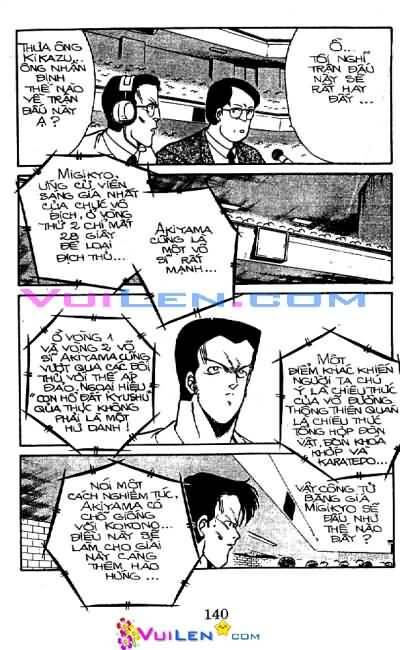 THƯA ÔNG
KIKAZU,..
ÔNG NHẬN
ĐỊNH
THẾ NÀO
VỀ TRẬN
ĐẤU NÀY
Ạ ?
Ồ...
TÔI NGHĨ
TRẬN ĐẤU
NÀY SẼ
RẤT HAY
ĐẤY ...
MIGIKYO,
ỨNG CỬ VIÊN
SÁNG GIÁ NHẤT
CỦA CHỨC VÔ
ĐỊCH, Ở VÒNG
THỨ 2 CHỈ MẤT
28 GIÂY
ĐỂ LOẠI
ĐỊCH THỦ...
AKIYAMA
CŨNG LÀ
MỘT VÕ
SĨ RẤT
MẠNH...
VUILEN.COM
Ở VÒNG 1
VÀ VÒNG 2 VÕ
SĨ AKIYAMA CŨNG
VƯỢT QUA CÁC ĐỐI
THỦ VỚI THẾ ÁP
ĐẢO, NGOẠI HIỆU
"CON HỔ ĐẤT KYUSHU"
QUẢ THỰC KHÔNG
PHẢI LÀ MỘT
HƯ DANH !
MỘT
ĐIỂM KHÁC KHIẾN
NGƯỜI TA CHÚ
Ý LÀ CHIÊU THỨC
CỦA VÕ ĐƯỜNG
THỐNG THIÊN QUÂN
LÀ CHIÊU THỨC
TỔNG HỢP ĐÒN
VẬT, ĐÒN KHÓA
KHỚP VÀ
KARATEDO...
NÓI MỘT
CÁCH NGHIÊM TÚC,
AKIYAMA CÓ
CHỖ GIỐNG
VỚI KOKONO...
ĐIỀU NÀY SẼ
LÀM CHO GIẢI
NÀY CÀNG
THÊM HÀO
HỨNG ...
VẬY CÔNG TỬ
BĂNG GIÁ
MIGIKYO SẼ
ĐẤU NHƯ
THẾ NÀO
ĐÂY ?
140
VUILEN.COM